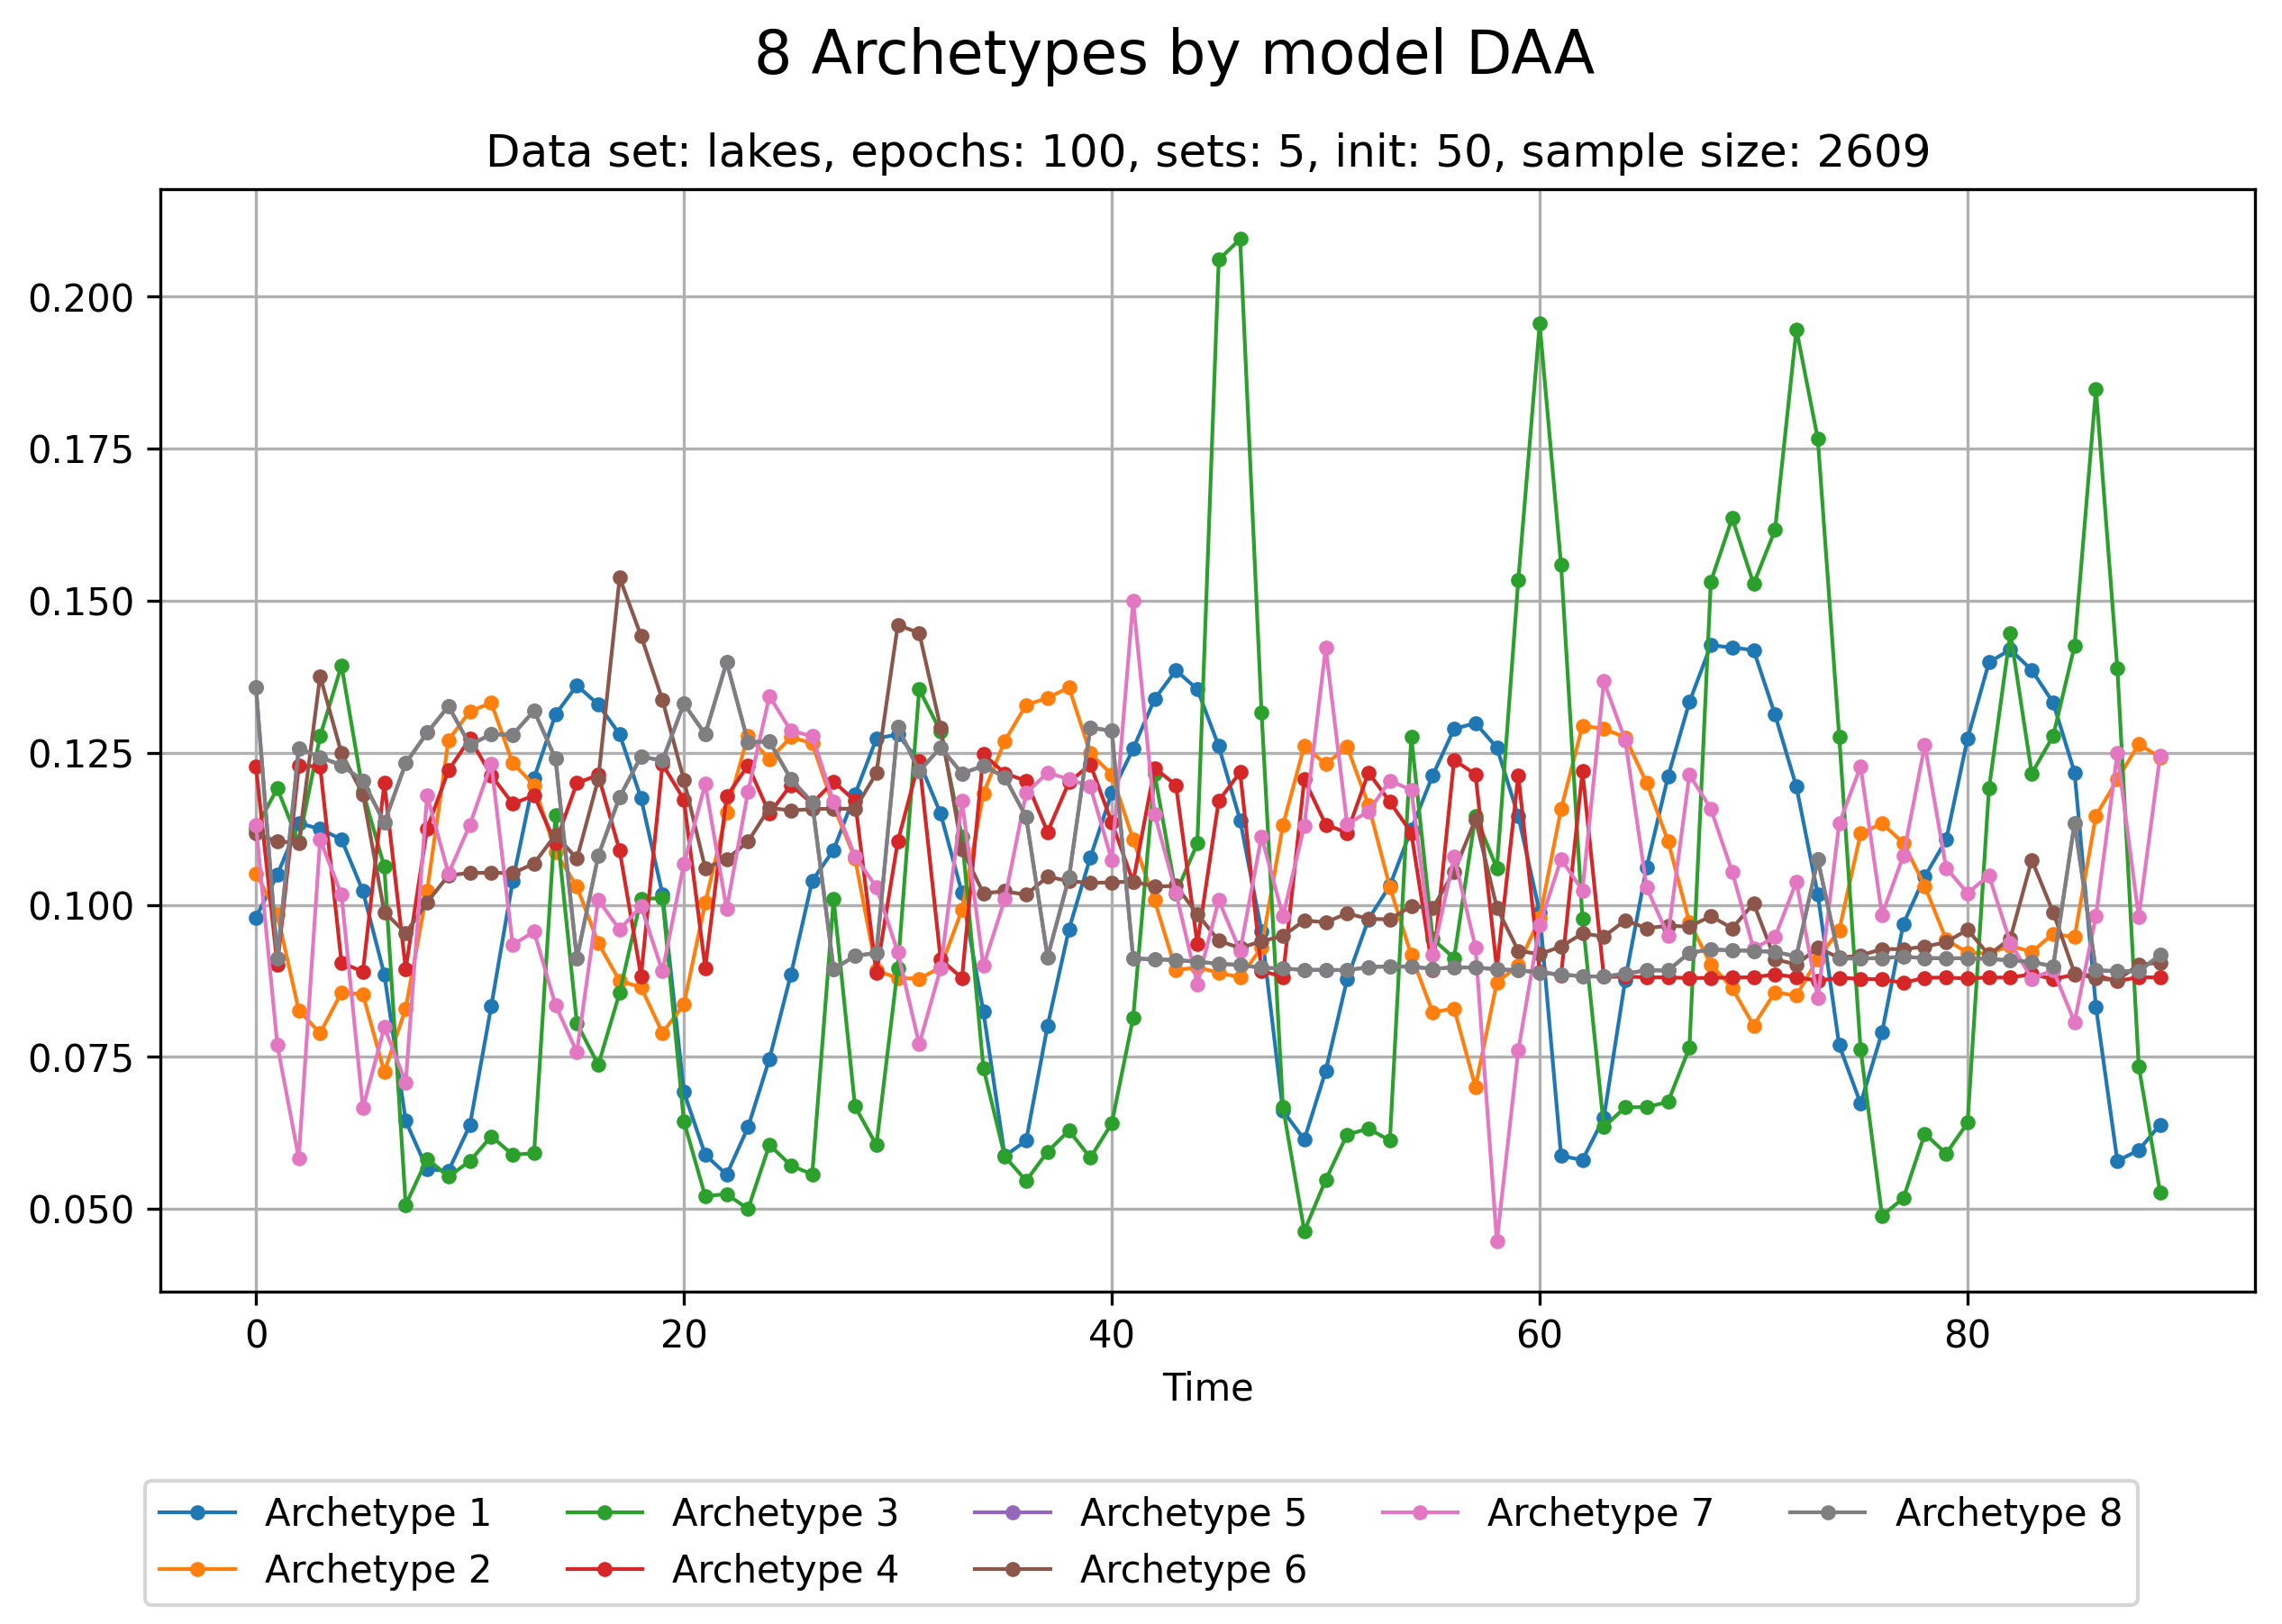 8 Archetypes by model DAA
Data set: lakes, epochs: 100, sets: 5, init: 50, sample size: 2609
0.200
0.175
0.150
0.125
0.100
0.075
0.050
0 20 40 60 80
Time
Archetype 1 Archetype 3 Archetype 5 Archetype 7 Archetype 8
Archetype 2 Archetype 4 Archetype 6